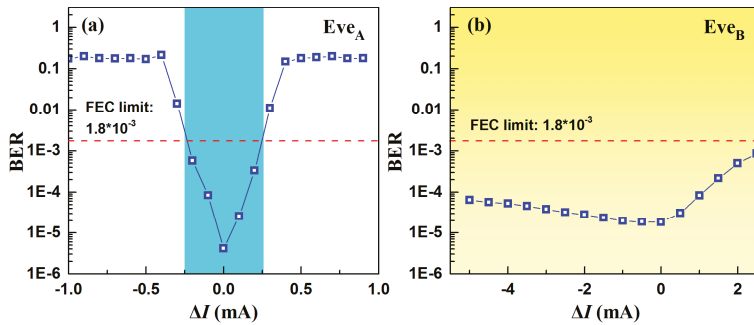 (a)
Eve_A
1
0.1
0.01
1E-3
1E-4
1E-5
1E-6
BER
FEC limit:
1.8*10^-3
-1.0
-0.5
0.0
0.5
1.0
ΔI (mA)
(b)
Eve_B
1
0.1
0.01
1E-3
1E-4
1E-5
1E-6
BER
FEC limit: 1.8*10^-3
-4
-2
0
2
ΔI (mA)